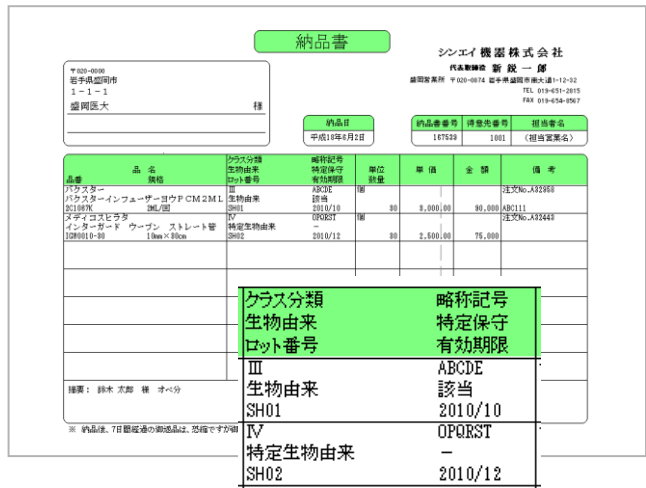 納品書
シンエイ機器株式会社
代表取締役 新 鋭 一 郎
盛岡営業所 〒020-0874 岩手県盛岡市南大通1-12-32
TEL 019-651-2815
FAX 019-654-8567
〒020-0000
岩手県盛岡市
1-1-1
盛岡医大 様
納品日
平成18年8月2日
納品書番号 得意先番号 担当者名
167533 1001 (担当営業名)
品 名 クラス分類 略称記号
生物由来 特定保守 単位 単 価 金 額 備 考
品番 規格 ロット番号 有効期限 数量
バクスター III ABCDE 個 注文No.A32958
バクスターインフューザーヨウPCM2ML 生物由来 該当
2C1087K 2ML/回 SH01 2010/10 30 3,000.00 90,000 ABC111
メディコスヒラタ IV OPQRST 個 注文No.A32443
インターガード ウーブン ストレート管 特定生物由来 -
IGW0010-30 10mm×30cm SH02 2010/12 30 2,500.00 75,000
クラス分類 略称記号
生物由来 特定保守
ロット番号 有効期限
III ABCDE
生物由来 該当
SH01 2010/10
IV OPQRST
特定生物由来 -
SH02 2010/12
摘要: 鈴木 太郎 様 オペ分
※ 納品後、7日間経過の御返品は、恐縮ですが